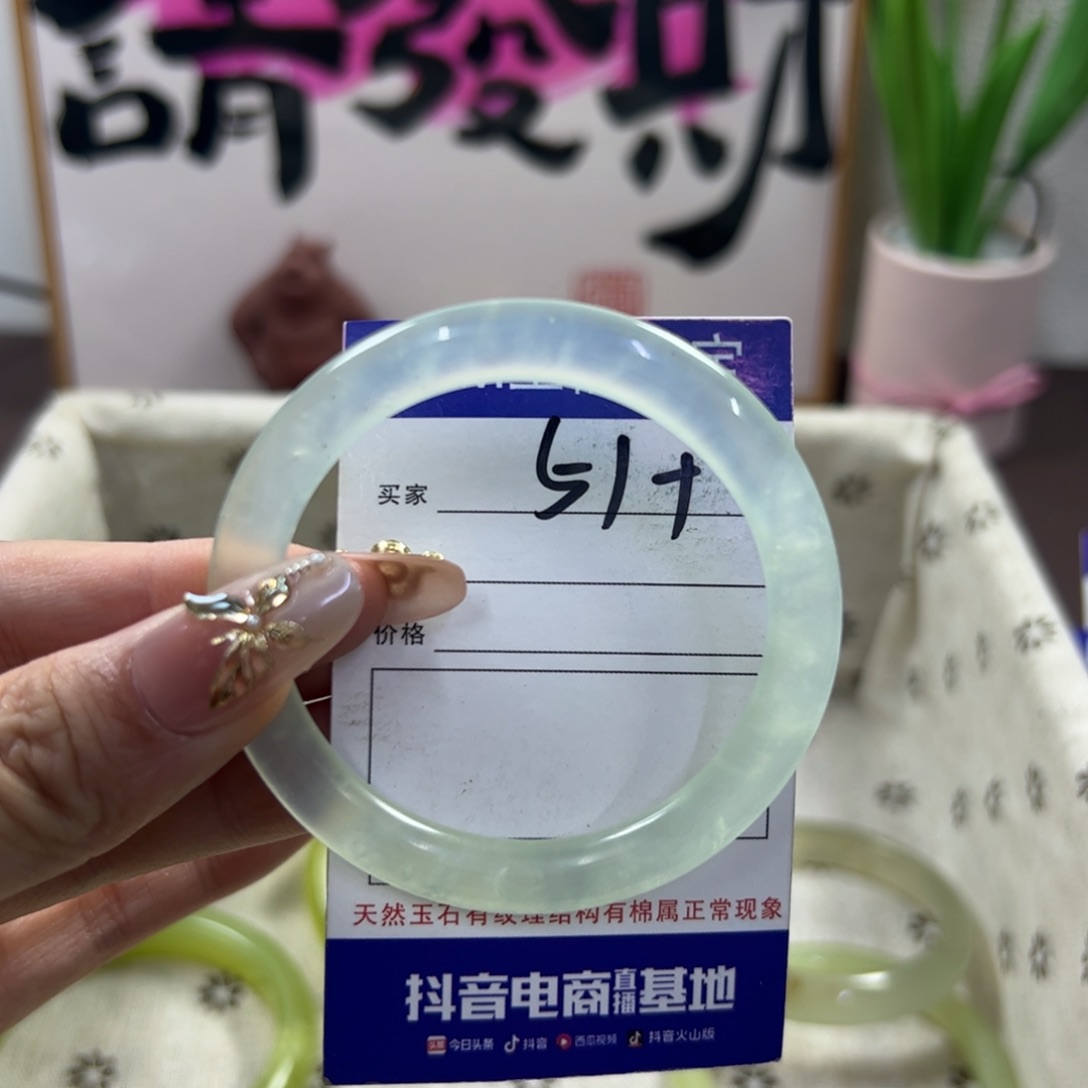 請發財
51+
买家
价格
天然玉石有纹理结构有棉属正常现象
抖音电商直播基地
今日头条 抖音 西瓜视频 抖音火山版